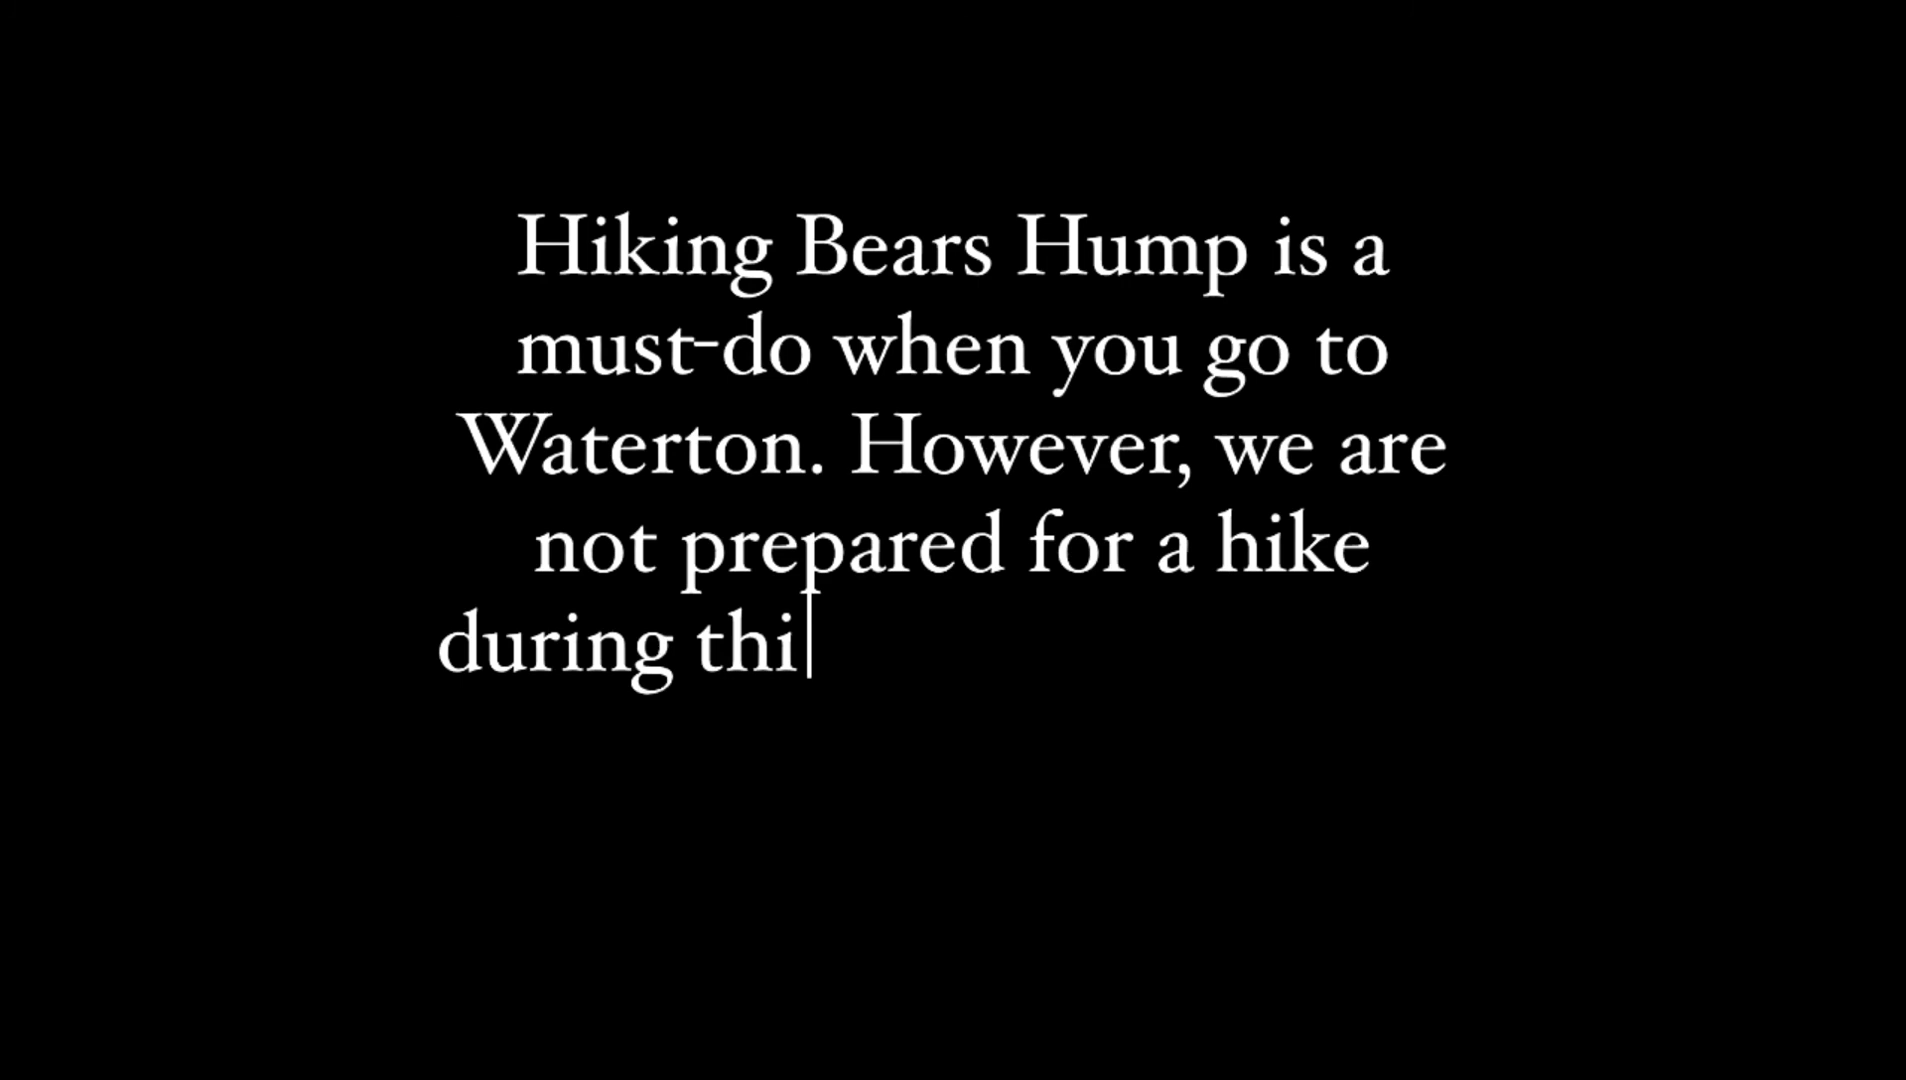 Hiking Bears Hump is a
must-do when you go to
Waterton. However, we are
not prepared for a hike
during thi